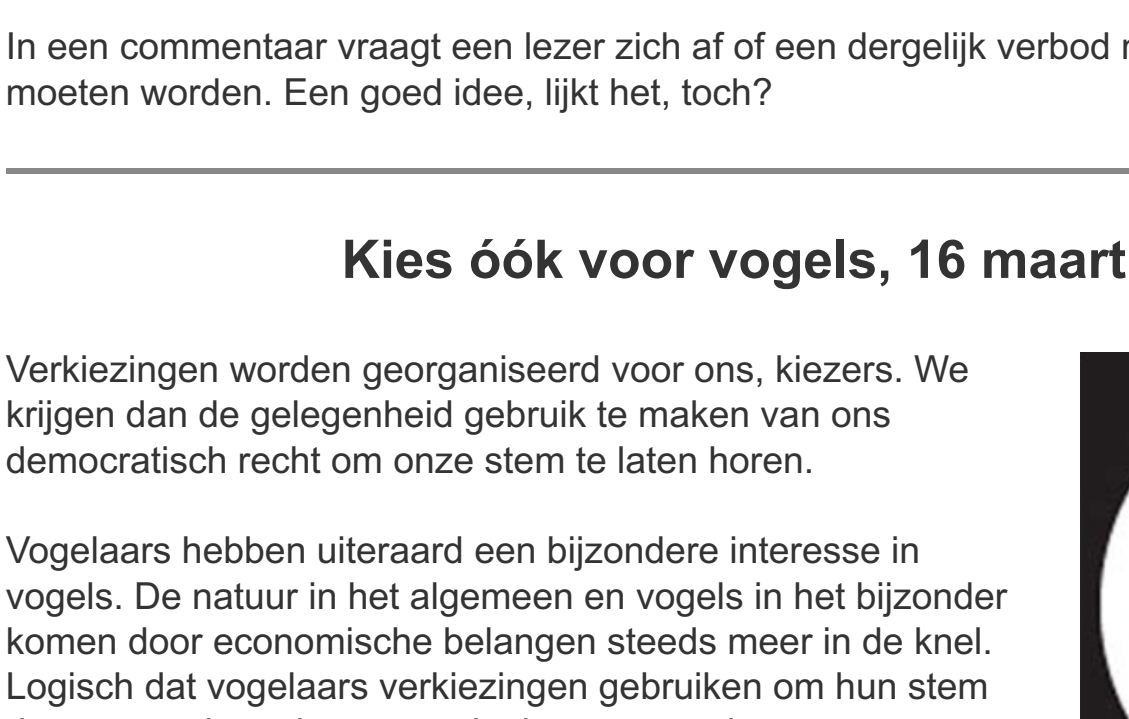 In een commentaar vraagt een lezer zich af of een dergelijk verbod
moeten worden. Een goed idee, lijkt het, toch?
Kies óók voor vogels, 16 maart
Verkiezingen worden georganiseerd voor ons, kiezers. We
krijgen dan de gelegenheid gebruik te maken van ons
democratisch recht om onze stem te laten horen.
Vogelaars hebben uiteraard een bijzondere interesse in
vogels. De natuur in het algemeen en vogels in het bijzonder
komen door economische belangen steeds meer in de knel.
Logisch dat vogelaars verkiezingen gebruiken om hun stem